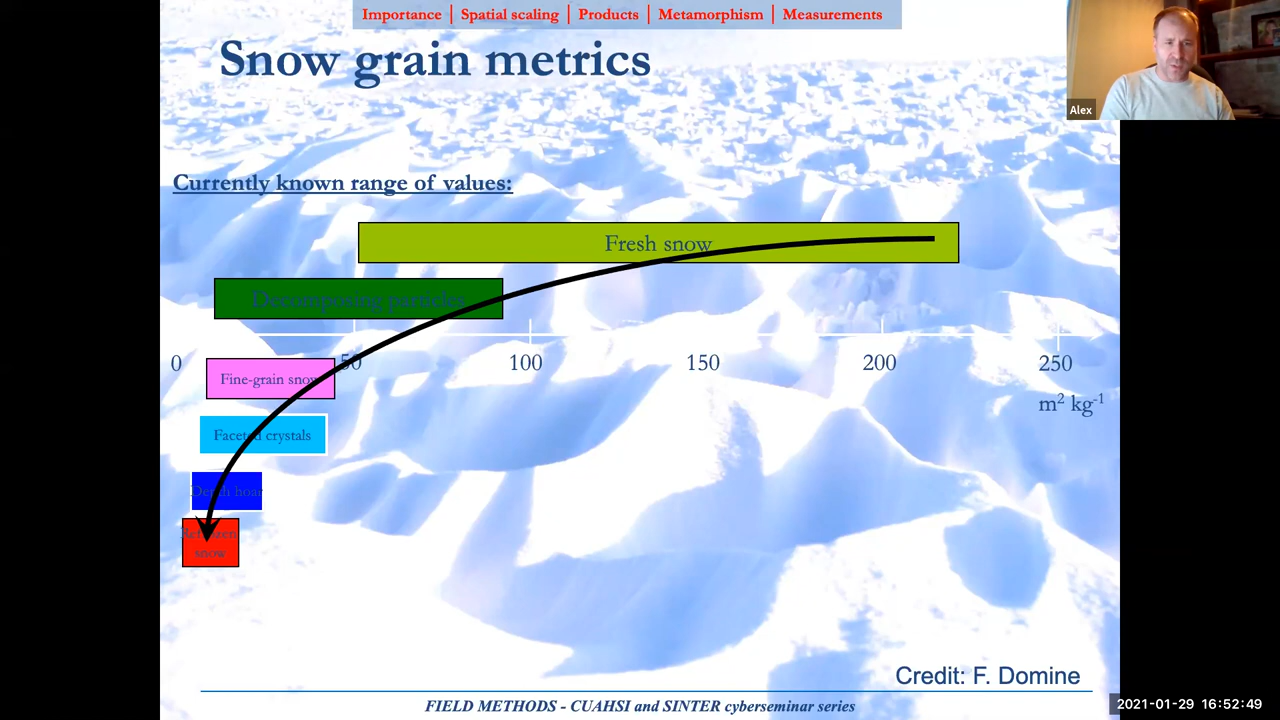 Importance | Spatial scaling | Products | Metamorphism | Measurements
Snow grain metrics
Alex
Currently known range of values:
Fresh snow
Decomposing particles
0 50 100 150 200 250
Fine-grain snow
m² kg⁻¹
Faceted crystals
Depth hoar
Refrozen
snow
Credit: F. Domine
FIELD METHODS - CUAHSI and SINTER cyberseminar series
2021-01-29 16:52:49